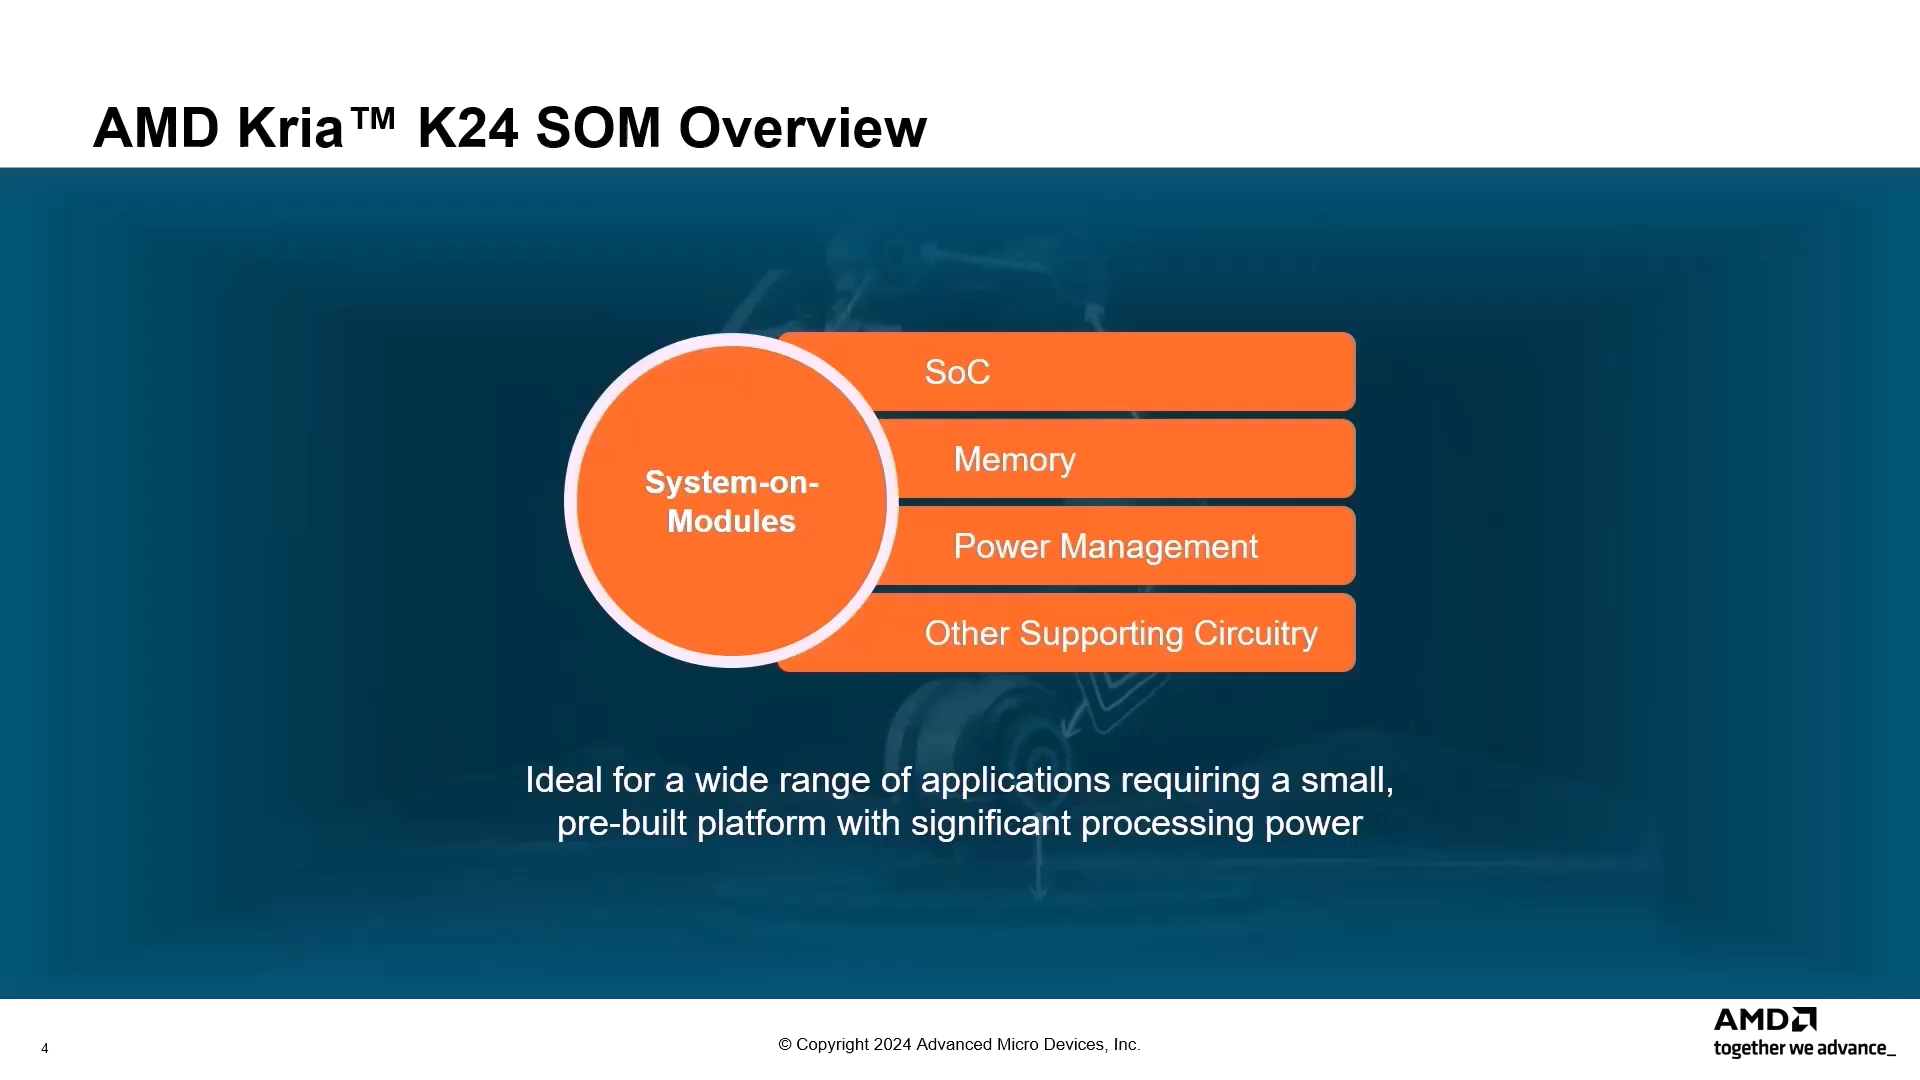 AMD Kria™ K24 SOM Overview
System-on-
Modules
SoC
Memory
Power Management
Other Supporting Circuitry
Ideal for a wide range of applications requiring a small,
pre-built platform with significant processing power
4
© Copyright 2024 Advanced Micro Devices, Inc.
AMD
together we advance_